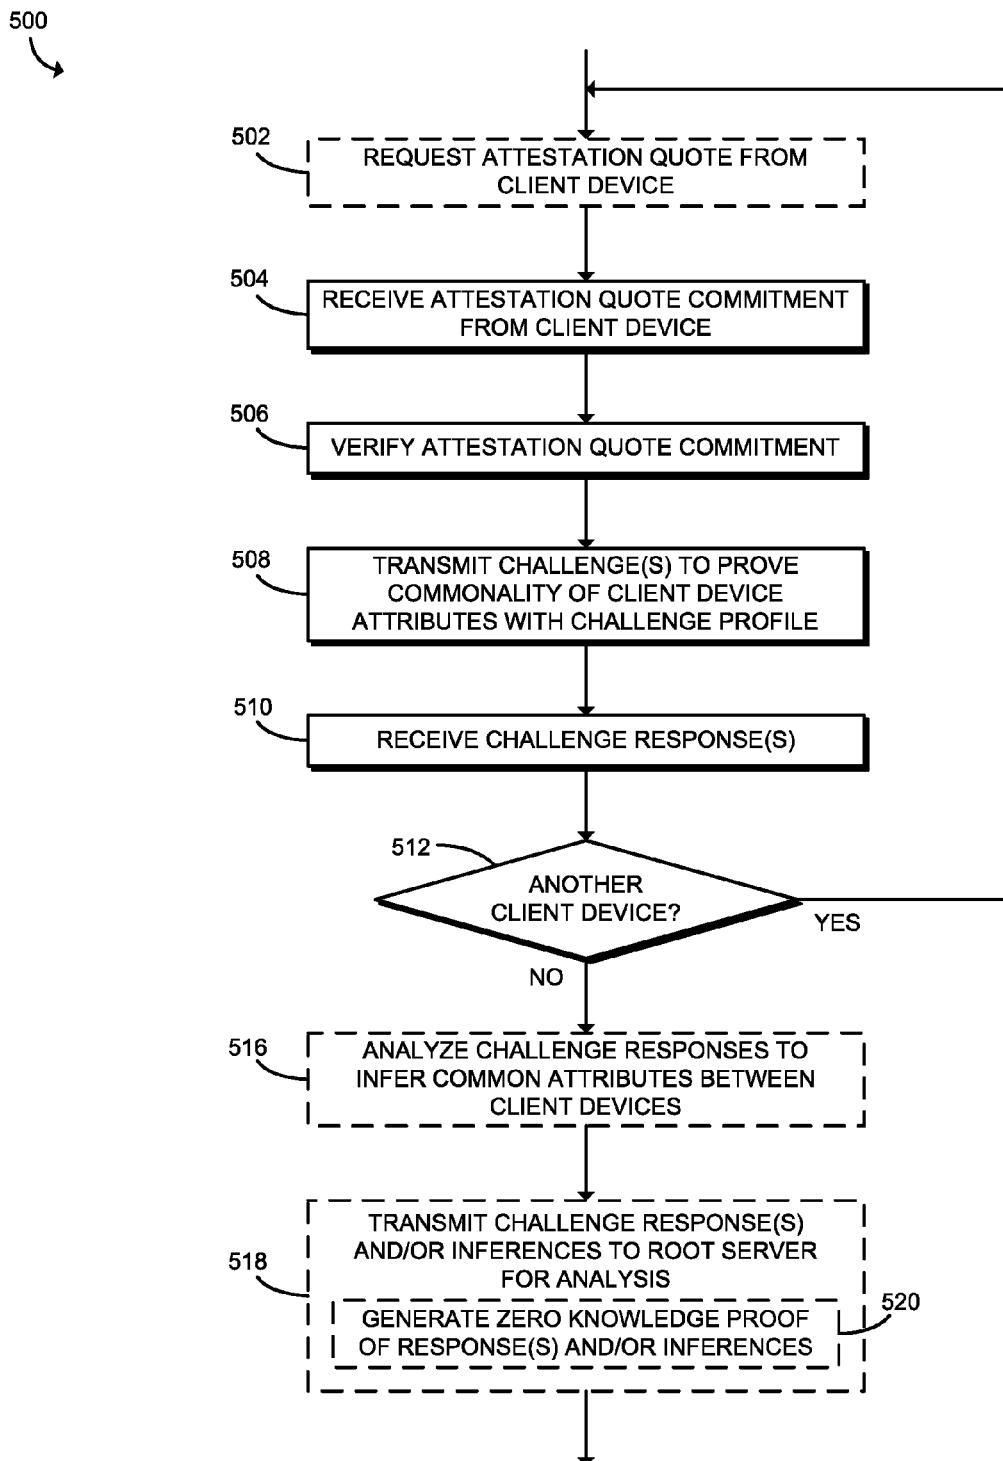 500
502
REQUEST ATTESTATION QUOTE FROM
CLIENT DEVICE
504
RECEIVE ATTESTATION QUOTE COMMITMENT
FROM CLIENT DEVICE
506
VERIFY ATTESTATION QUOTE COMMITMENT
508
TRANSMIT CHALLENGE(S) TO PROVE
COMMONALITY OF CLIENT DEVICE
ATTRIBUTES WITH CHALLENGE PROFILE
510
RECEIVE CHALLENGE RESPONSE(S)
512
ANOTHER
CLIENT DEVICE?
YES
NO
516
ANALYZE CHALLENGE RESPONSES TO
INFER COMMON ATTRIBUTES BETWEEN
CLIENT DEVICES
518
TRANSMIT CHALLENGE RESPONSE(S)
AND/OR INFERENCES TO ROOT SERVER
FOR ANALYSIS
520
GENERATE ZERO KNOWLEDGE PROOF
OF RESPONSE(S) AND/OR INFERENCES